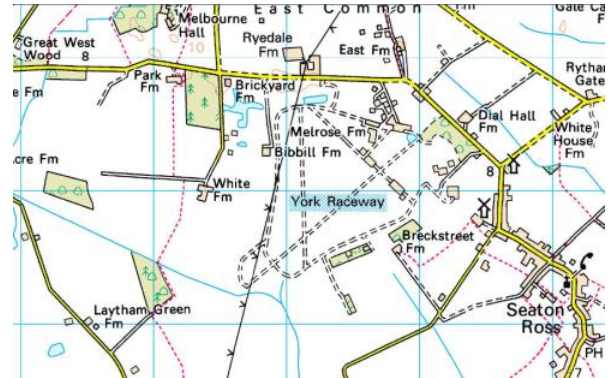 East Common
Melbourne
Hall
Gate Ca
Great West
Wood
8
10
Ryedale
Fm
East Fm
Park
Fm
Brickyard
Fm
Ryth
Gate
e Fm
Dial Hall
Fm
Melrose Fm
White
House
Fm
Bibbill Fm
cre Fm
8
White
Fm
York Raceway
Breckstreet
Fm
Laytham Green
Fm
Seaton
Ross
PH
7